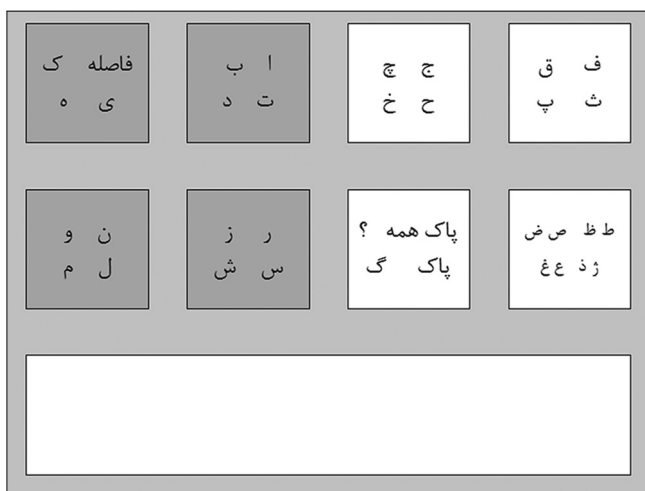 ف ق
ث پ
ج چ
ح خ
ا ب
ت د
فاصله ک
ی ه
ط ظ ص ض
ژ ذ ع غ
پاک همه ؟
پاک گ
ر ز
س ش
ن و
ل م